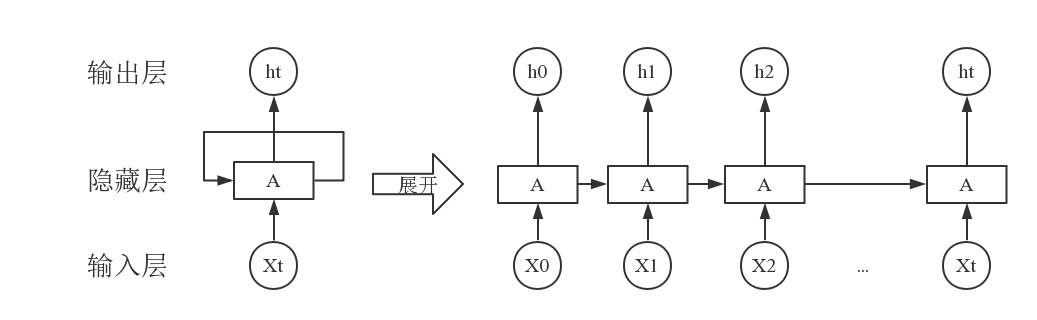 输出层 ht h0 h1 h2 ht
隐藏层 A 展开 A A A A
输入层 Xt X0 X1 X2 ... Xt